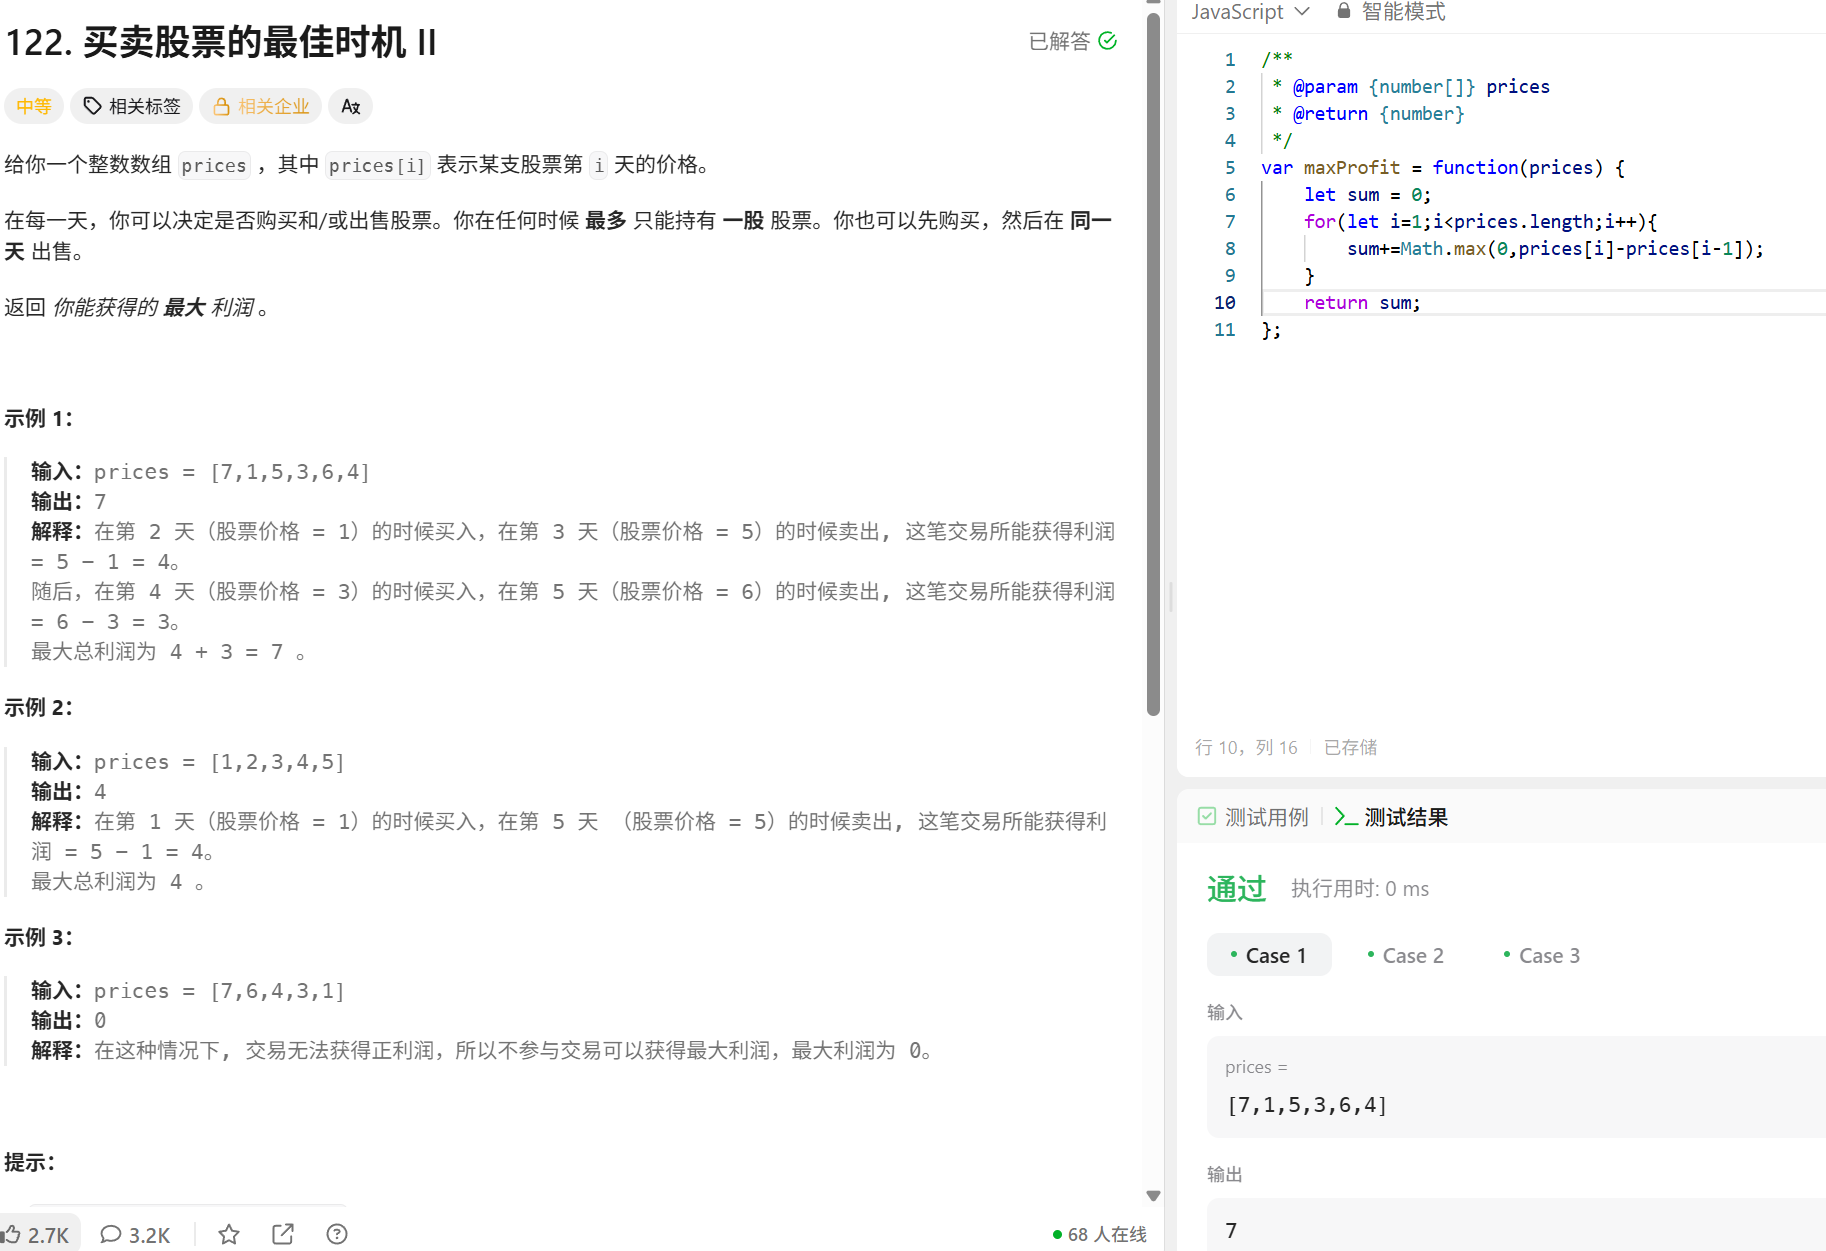 122. 买卖股票的最佳时机 II
已解答
中等
相关标签
相关企业
给你一个整数数组 prices ，其中 prices[i] 表示某支股票第 i 天的价格。
在每一天，你可以决定是否购买和/或出售股票。你在任何时候 最多 只能持有 一股 股票。你也可以先购买，然后在 同一
天 出售。
返回 你能获得的 最大 利润 。
示例 1：
输入：prices = [7,1,5,3,6,4]
输出：7
解释：在第 2 天（股票价格 = 1）的时候买入，在第 3 天（股票价格 = 5）的时候卖出, 这笔交易所能获得利润
= 5 - 1 = 4。
随后，在第 4 天（股票价格 = 3）的时候买入，在第 5 天（股票价格 = 6）的时候卖出, 这笔交易所能获得利润
= 6 - 3 = 3。
最大总利润为 4 + 3 = 7 。
示例 2：
输入：prices = [1,2,3,4,5]
输出：4
解释：在第 1 天（股票价格 = 1）的时候买入，在第 5 天 （股票价格 = 5）的时候卖出, 这笔交易所能获得利
润 = 5 - 1 = 4。
最大总利润为 4 。
示例 3：
输入：prices = [7,6,4,3,1]
输出：0
解释：在这种情况下, 交易无法获得正利润，所以不参与交易可以获得最大利润，最大利润为 0。
提示：
2.7K
3.2K
68 人在线
JavaScript
智能模式
1 /**
2 * @param {number[]} prices
3 * @return {number}
4 */
5 var maxProfit = function(prices) {
6 let sum = 0;
7 for(let i=1;i<prices.length;i++){
8 sum+=Math.max(0,prices[i]-prices[i-1]);
9 }
10 return sum;
11 };
行 10，列 16
已存储
测试用例
测试结果
通过
执行用时: 0 ms
Case 1
Case 2
Case 3
输入
prices =
[7,1,5,3,6,4]
输出
7